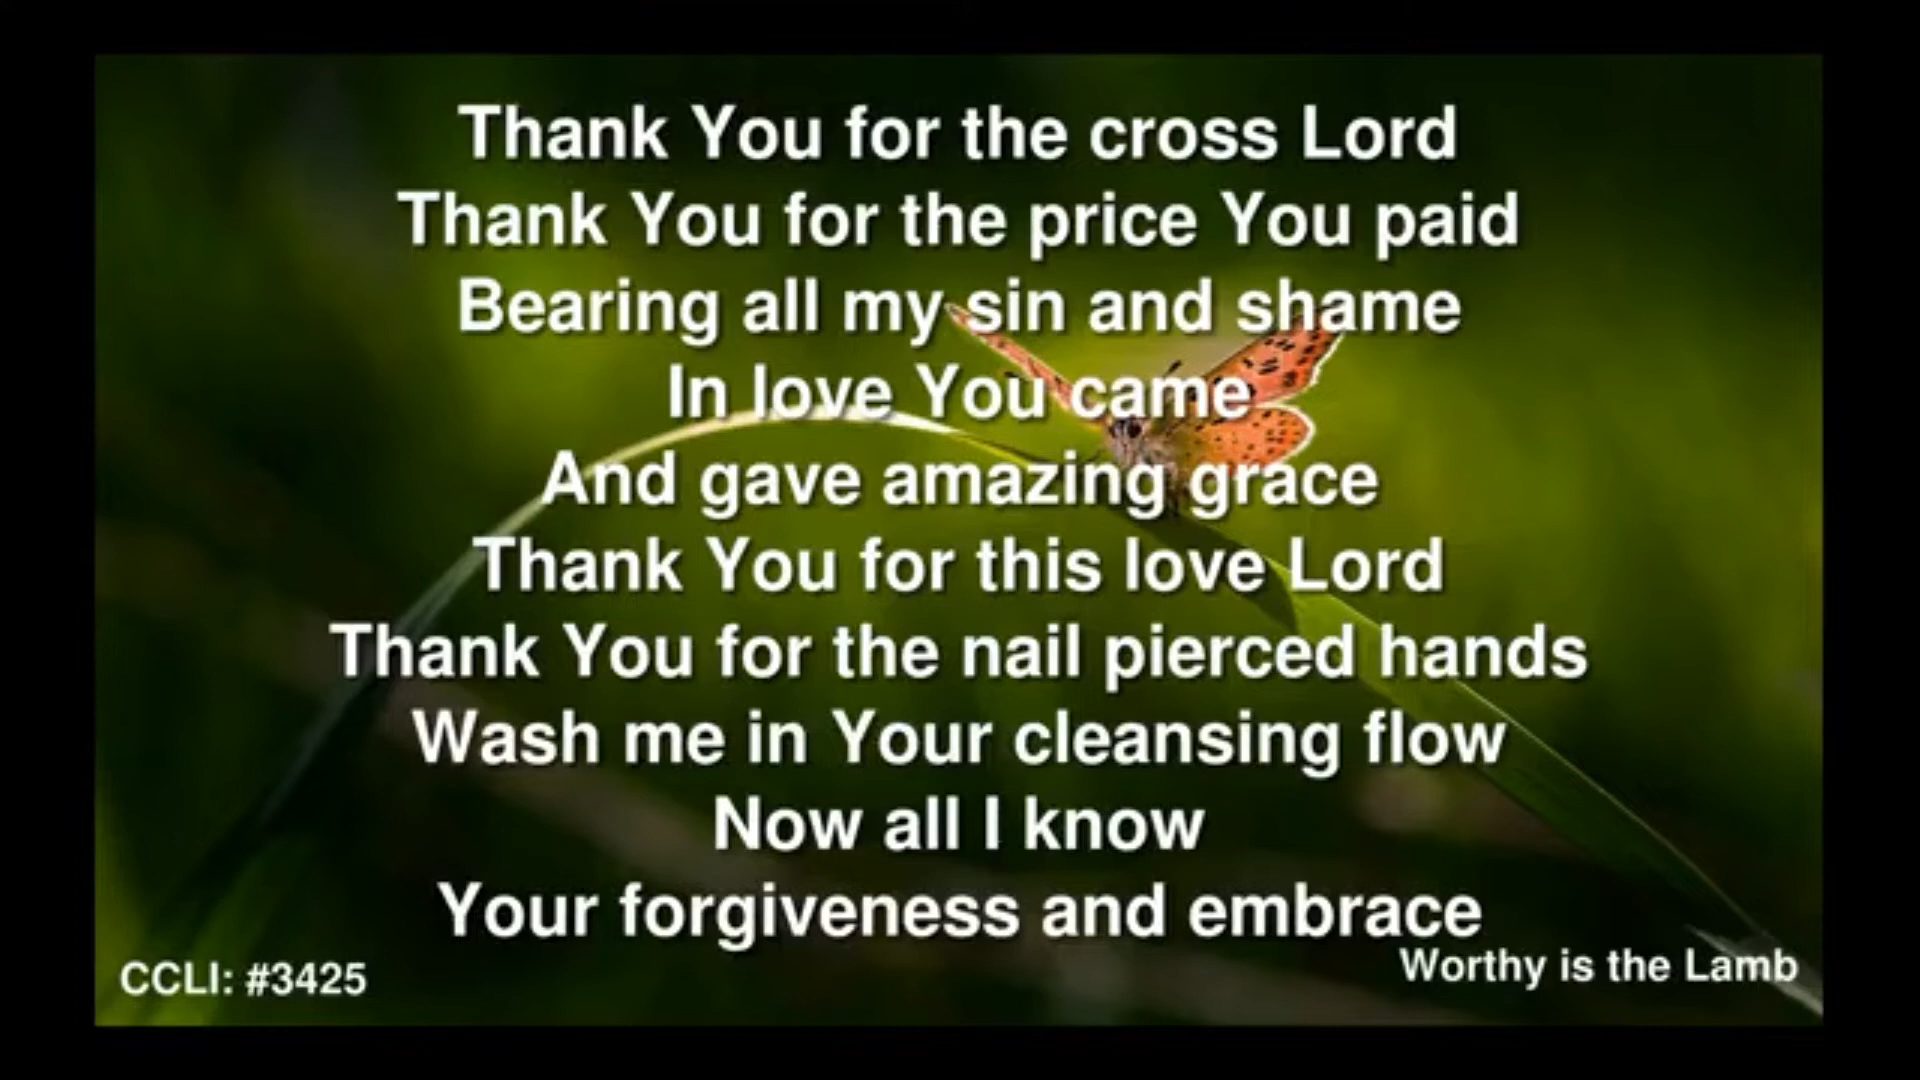 Thank You for the cross Lord
Thank You for the price You paid
Bearing all my sin and shame
In love You came
And gave amazing grace
Thank You for this love Lord
Thank You for the nail pierced hands
Wash me in Your cleansing flow
Now all I know
Your forgiveness and embrace
Worthy is the Lamb
CCLI: #3425